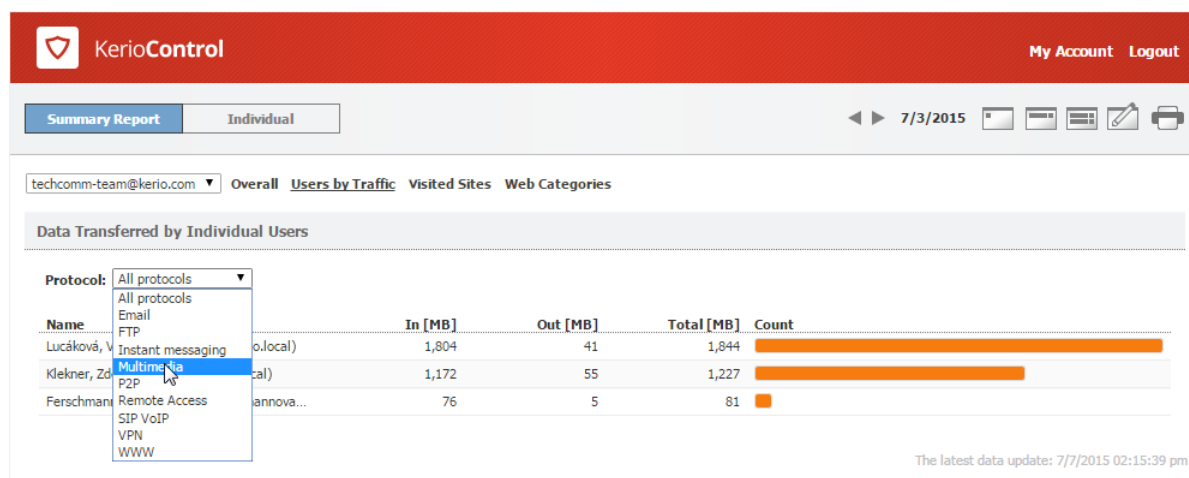 KerioControl
My Account Logout
Summary Report Individual
7/3/2015
techcomm-team@kerio.com Overall Users by Traffic Visited Sites Web Categories
Data Transferred by Individual Users
Protocol: All protocols
All protocols
Email
FTP
Instant messaging
Multimedia
P2P
Remote Access
SIP VoIP
VPN
WWW
Name In [MB] Out [MB] Total [MB] Count
Lucáková, o.local) 1,804 41 1,844
Klekner, cal) 1,172 55 1,227
Ferschmann annova... 76 5 81
The latest data update: 7/7/2015 02:15:39 pm